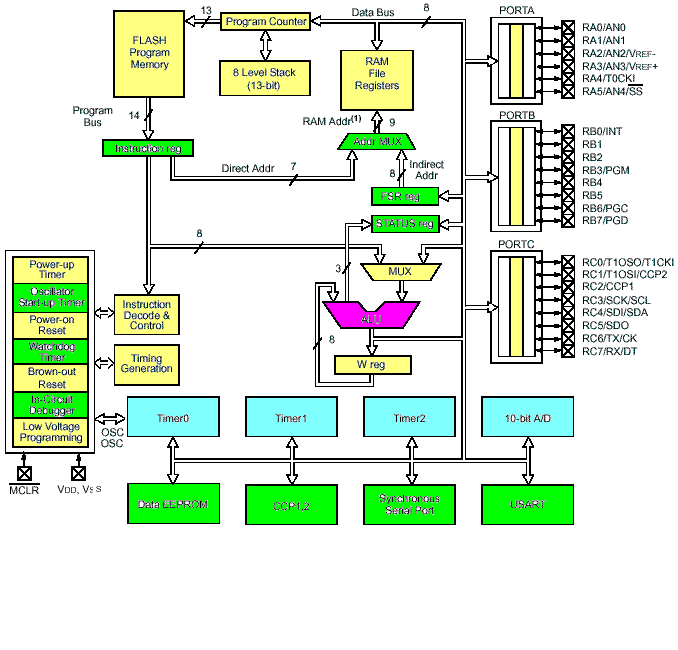 13
Data Bus
8
PORTA
FLASH
Program
Memory
Program Counter
8 Level Stack
(13-bit)
RAM
File
Registers
RA0/AN0
RA1/AN1
RA2/AN2/VREF-
RA3/AN3/VREF+
RA4/T0CKI
RA5/AN4/SS
Program
Bus
14
RAM Addr(1)
9
PORTB
Instruction reg
Addr MUX
Direct Addr
7
8
Indirect
Addr
FSR reg
STATUS reg
RB0/INT
RB1
RB2
RB3/PGM
RB4
RB5
RB6/PGC
RB7/PGD
8
PORTC
3
MUX
RC0/T1OSO/T1CKI
RC1/T1OSI/CCP2
RC2/CCP1
RC3/SCK/SCL
RC4/SDI/SDA
RC5/SDO
RC6/TX/CK
RC7/RX/DT
Power-up
Timer
Oscillator
Start-up Timer
Power-on
Reset
Watchdog
Timer
Brown-out
Reset
In-Circuit
Debugger
Low Voltage
Programming
Instruction
Decode &
Control
Timing
Generation
ALU
8
W reg
OSC
OSC
MCLR
VDD, VSS
Timer0
Timer1
Timer2
10-bit A/D
Data EEPROM
CCP1,2
Synchronous
Serial Port
USART